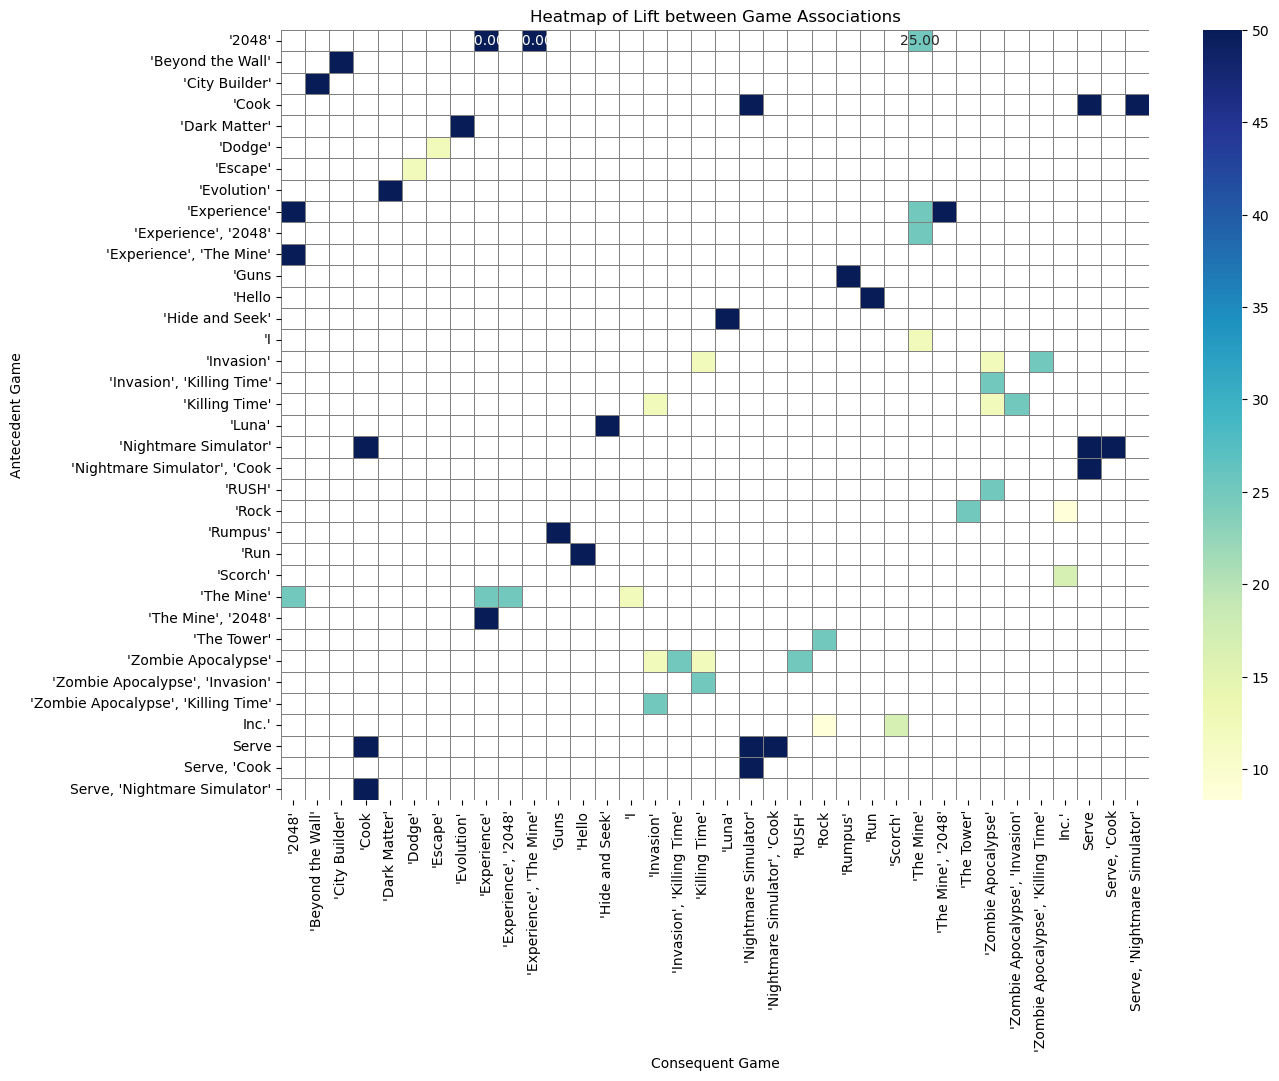 Heatmap of Lift between Game Associations
'2048'
'Beyond the Wall'
'City Builder'
'Cook
'Dark Matter'
'Dodge'
'Escape'
'Evolution'
'Experience'
'Experience', '2048'
'Experience', 'The Mine'
'Guns
'Hello
'Hide and Seek'
'I
'Invasion'
'Invasion', 'Killing Time'
'Killing Time'
'Luna'
'Nightmare Simulator'
'Nightmare Simulator', 'Cook
'RUSH'
'Rock
'Rumpus'
'Run
'Scorch'
'The Mine'
'The Mine', '2048'
'The Tower'
'Zombie Apocalypse'
'Zombie Apocalypse', 'Invasion'
'Zombie Apocalypse', 'Killing Time'
Inc.'
Serve
Serve, 'Cook
Serve, 'Nightmare Simulator'
Antecedent Game
25.00
'2048'
'Beyond the Wall'
'City Builder'
'Cook
'Dark Matter'
'Dodge'
'Escape'
'Evolution'
'Experience'
'Experience', '2048'
'Experience', 'The Mine'
'Guns
'Hello
'Hide and Seek'
'I
'Invasion'
'Invasion', 'Killing Time'
'Killing Time'
'Luna'
'Nightmare Simulator'
'Nightmare Simulator', 'Cook
'RUSH'
'Rock
'Rumpus'
'Run
'Scorch'
'The Mine'
'The Mine', '2048'
'The Tower'
'Zombie Apocalypse'
'Zombie Apocalypse', 'Invasion'
'Zombie Apocalypse', 'Killing Time'
Inc.'
Serve
Serve, 'Cook
Serve, 'Nightmare Simulator'
Consequent Game
50
45
40
35
30
25
20
15
10